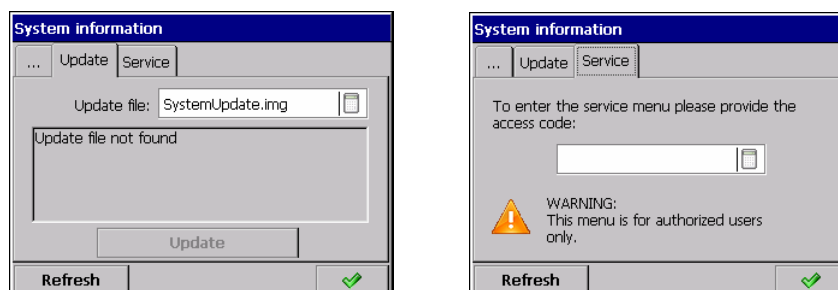 System information
... Update Service
Update file: SystemUpdate.img
Update file not found
Update
Refresh
System information
... Update Service
To enter the service menu please provide the
access code:
WARNING:
This menu is for authorized users
only.
Refresh